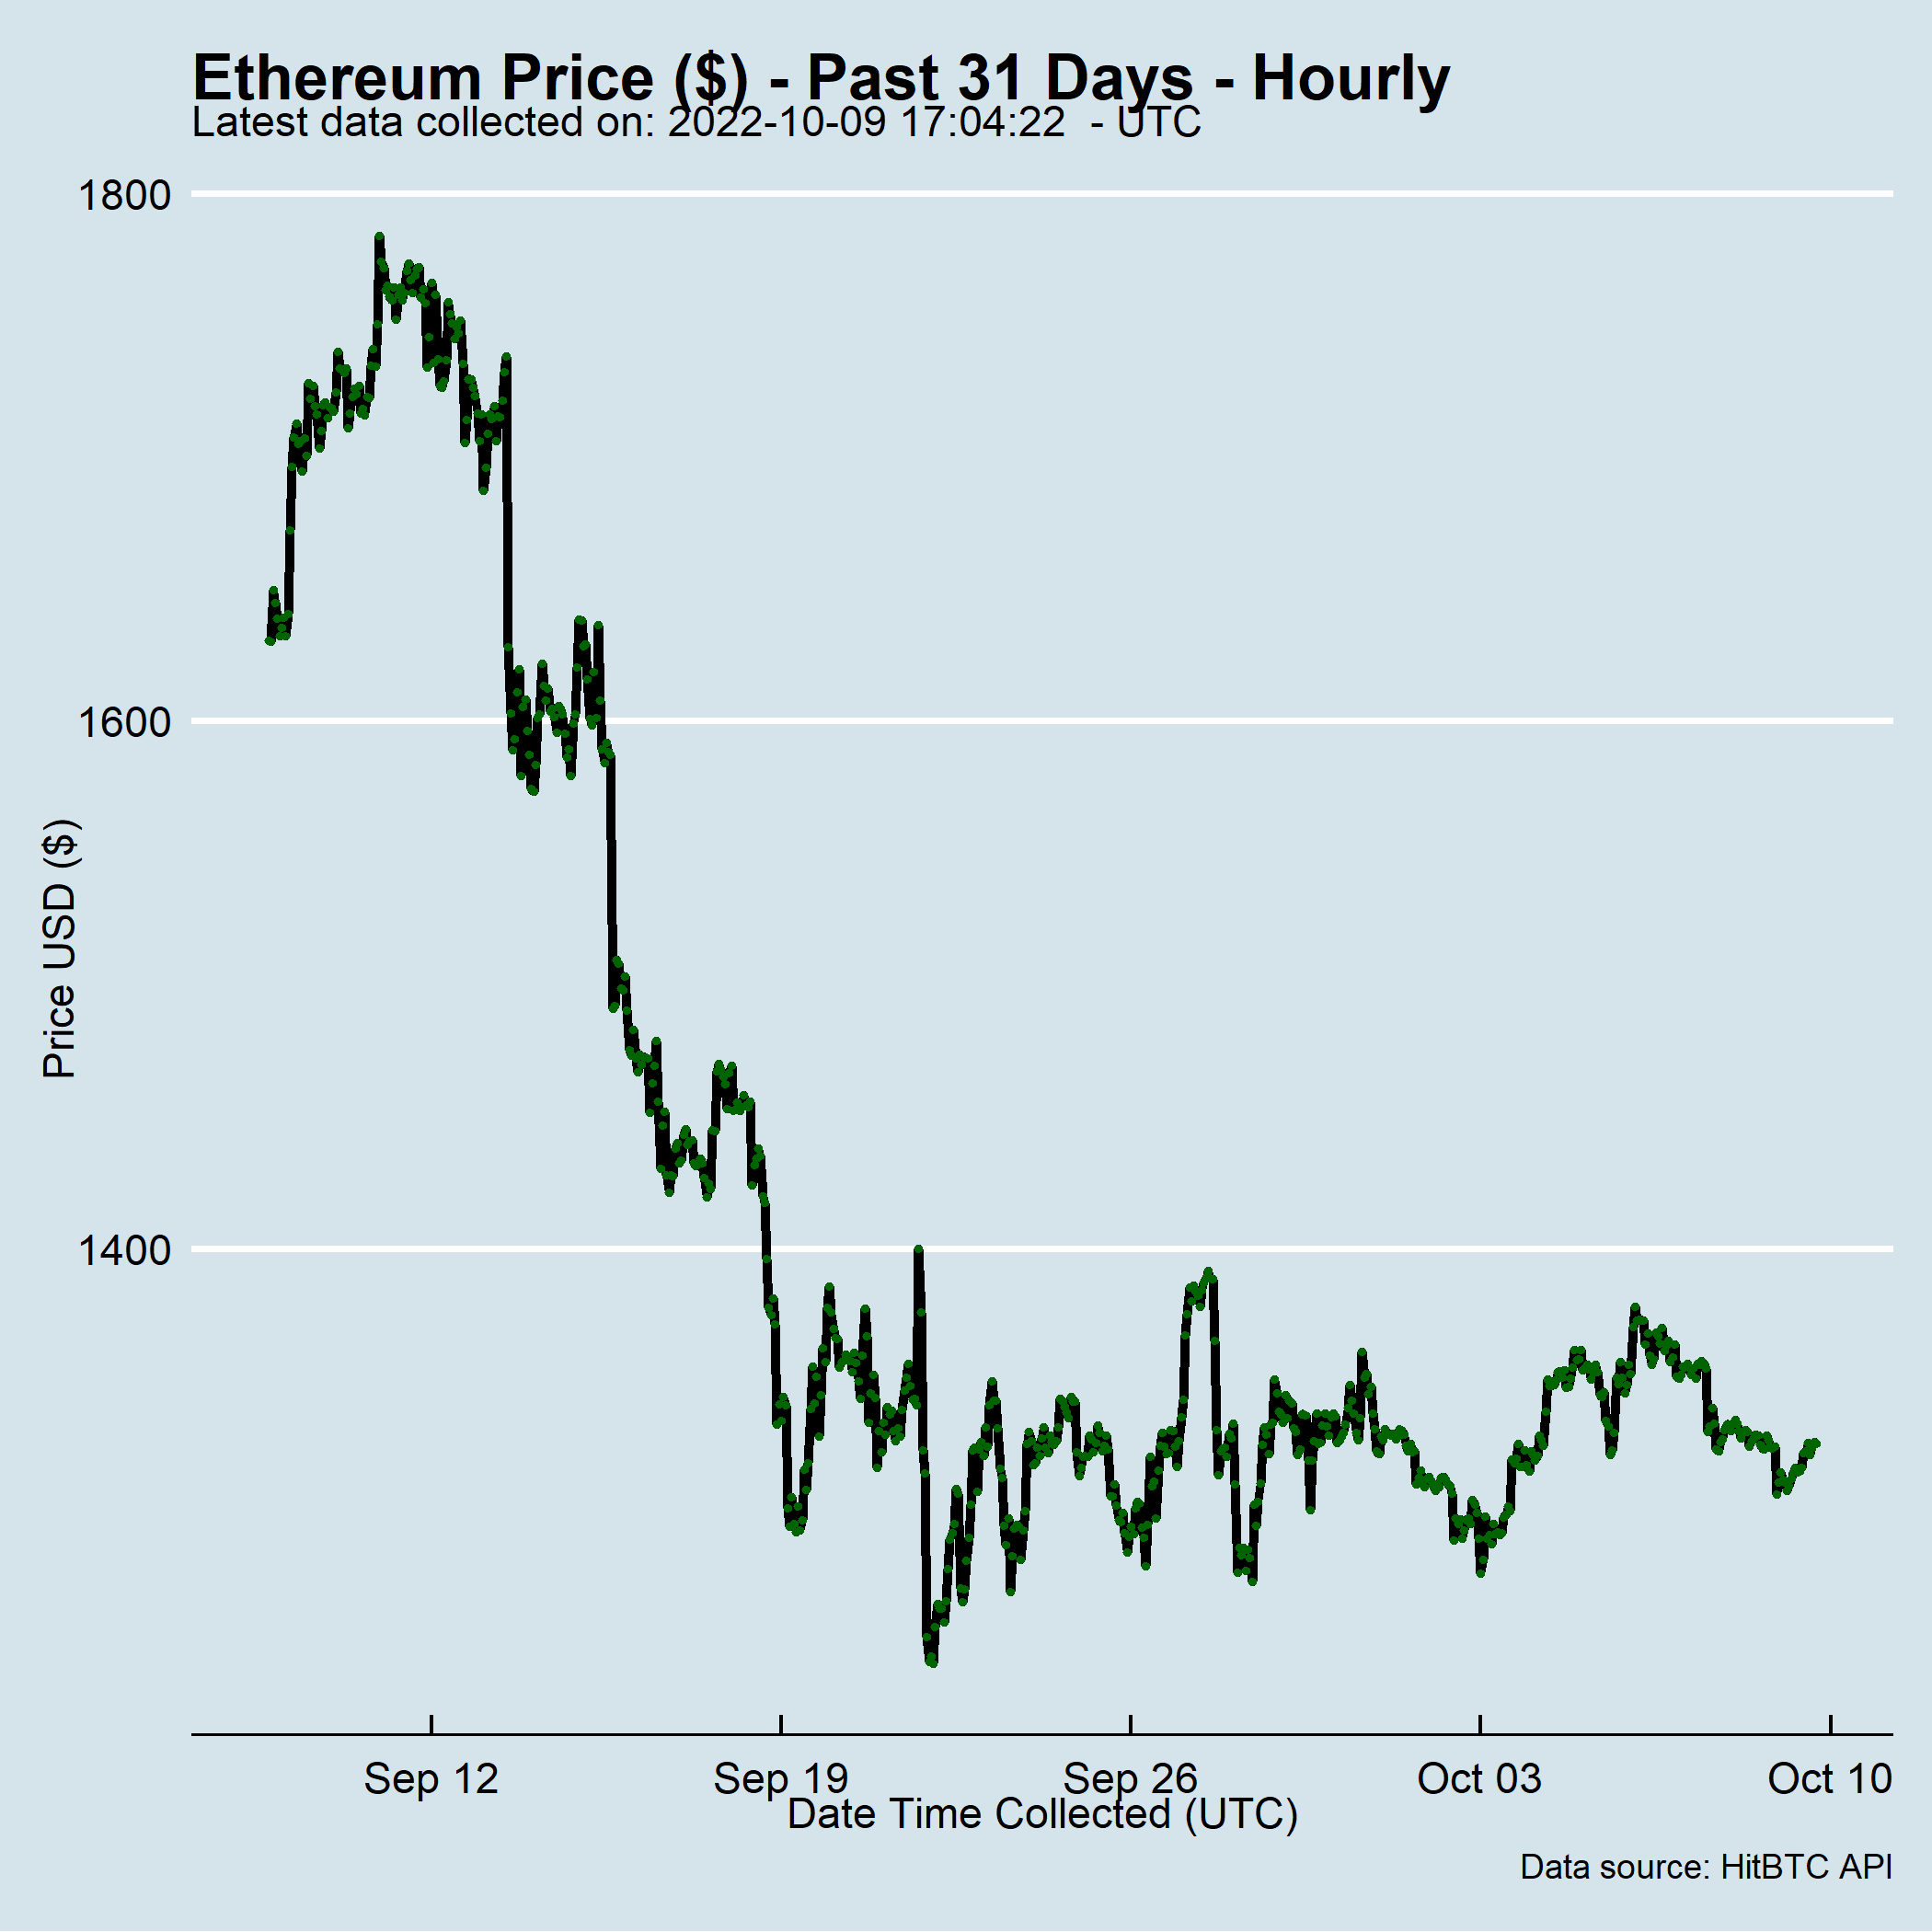 Ethereum Price ($) - Past 31 Days - Hourly
Latest data collected on: 2022-10-09 17:04:22  - UTC
1800
1600
1400
Price USD ($)
Sep 12
Sep 19
Sep 26
Oct 03
Oct 10
Date Time Collected (UTC)
Data source: HitBTC API